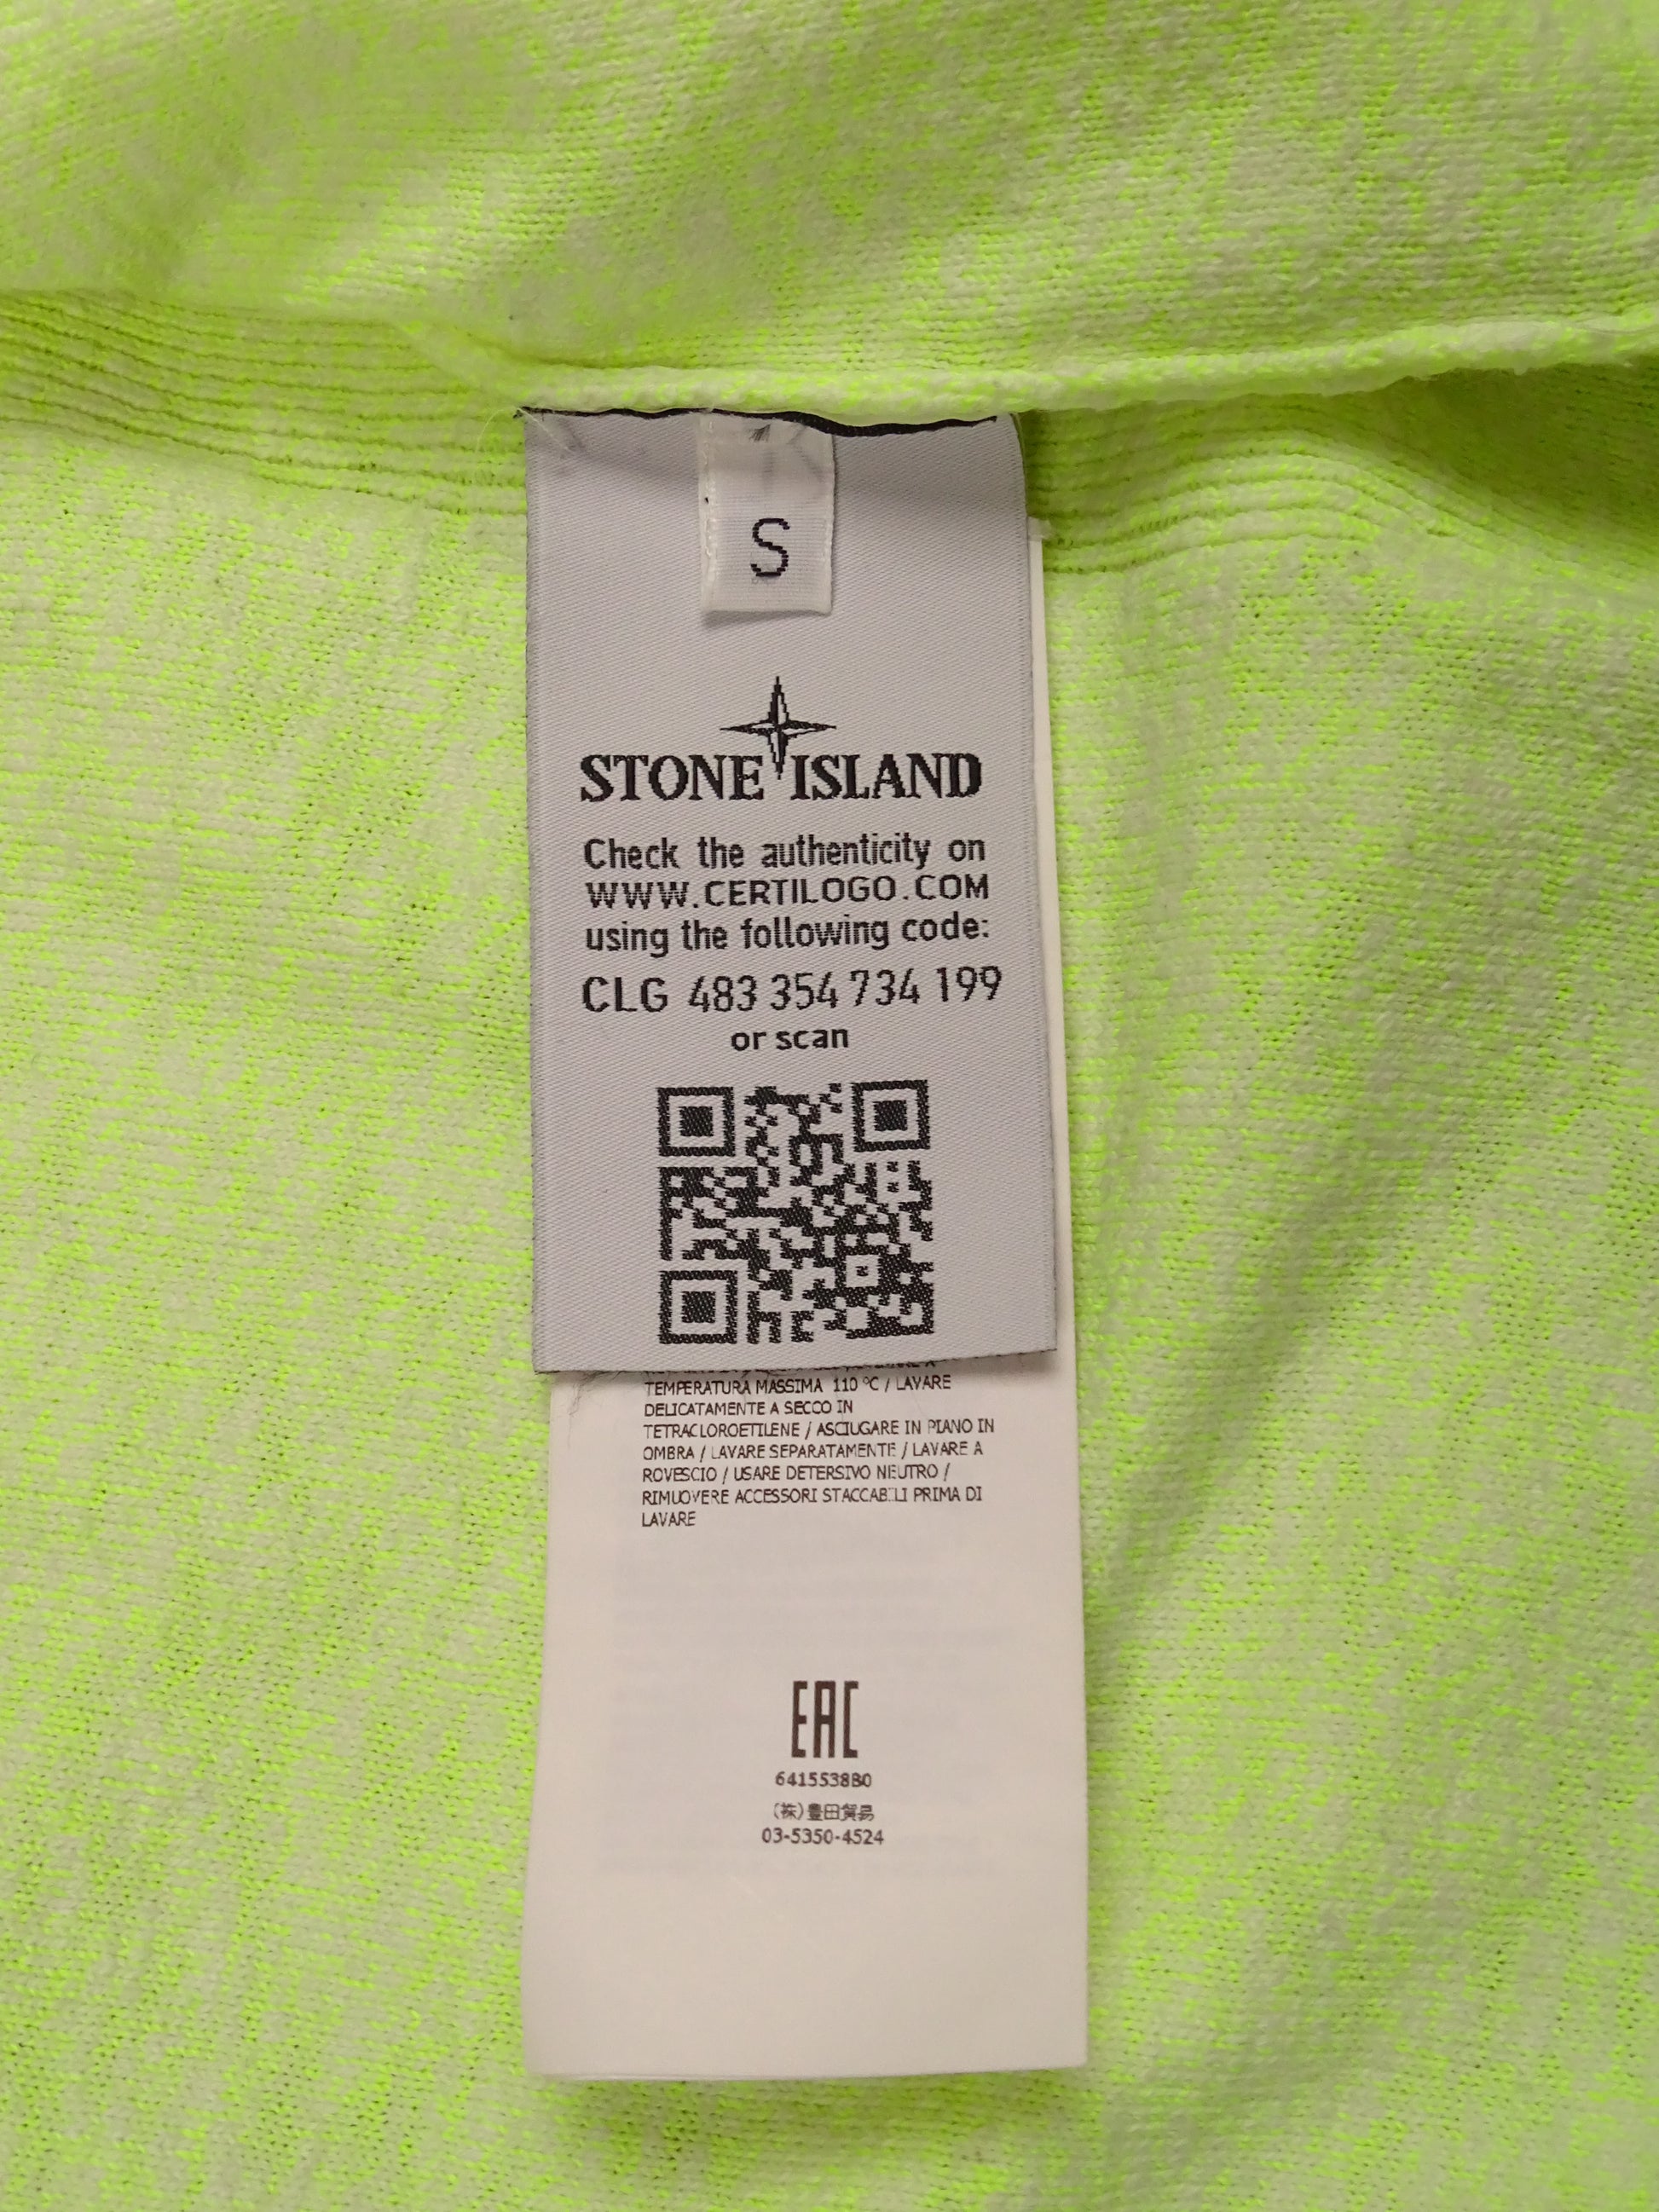 S
STONE ISLAND
Check the authenticity on
WWW.CERTILOGO.COM
using the following code:
CLG 483 354 734 199
or scan
TEMPERATURA MASSIMA 110 °C / LAVARE
DELICATAMENTE A SECCO IN
TETRACLOROETILENE / ASCIUGARE IN PIANO IN
OMBRA / LAVARE SEPARATAMENTE / LAVARE A
ROVESCIO / USARE DETERSIVO NEUTRO /
RIMUOVERE ACCESSORI STACCABILI PRIMA DI
LAVARE
EAC
6415538B0
(株)豊田貿易
03-5350-4524